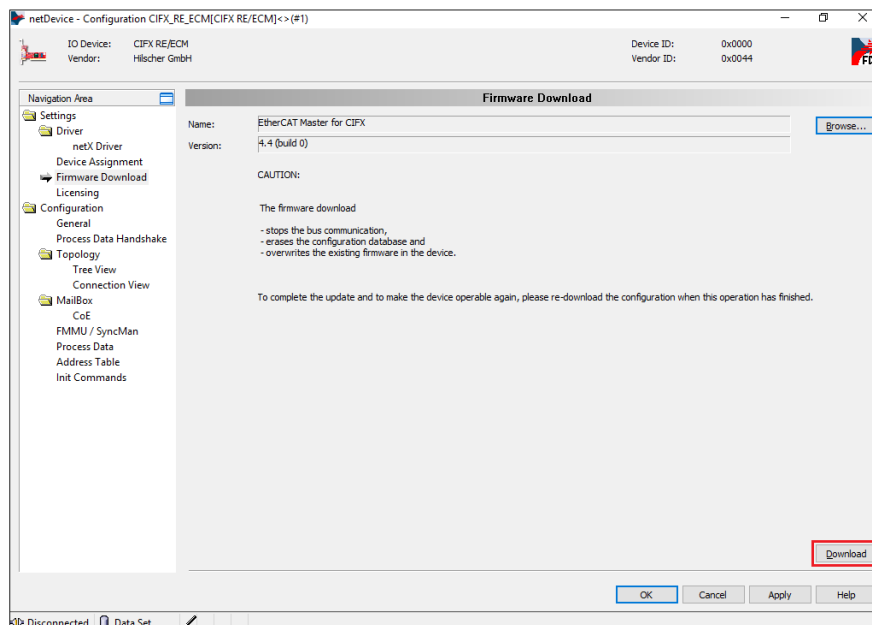 netDevice - Configuration CIFX_RE_ECM[CIFX RE/ECM]<>(#1)
IO Device: CIFX RE/ECM Device ID: 0x0000
Vendor: Hilscher GmbH Vendor ID: 0x0044
Navigation Area
Firmware Download
Settings
Driver
netX Driver
Device Assignment
Firmware Download
Licensing
Configuration
General
Process Data Handshake
Topology
Tree View
Connection View
MailBox
CoE
FMMU / SyncMan
Process Data
Address Table
Init Commands
Name: EtherCAT Master for CIFX Browse...
Version: 4.4 (build 0)
CAUTION:
The firmware download
- stops the bus communication,
- erases the configuration database and
- overwrites the existing firmware in the device.
To complete the update and to make the device operable again, please re-download the configuration when this operation has finished.
Download
OK Cancel Apply Help
Disconnected Data Set